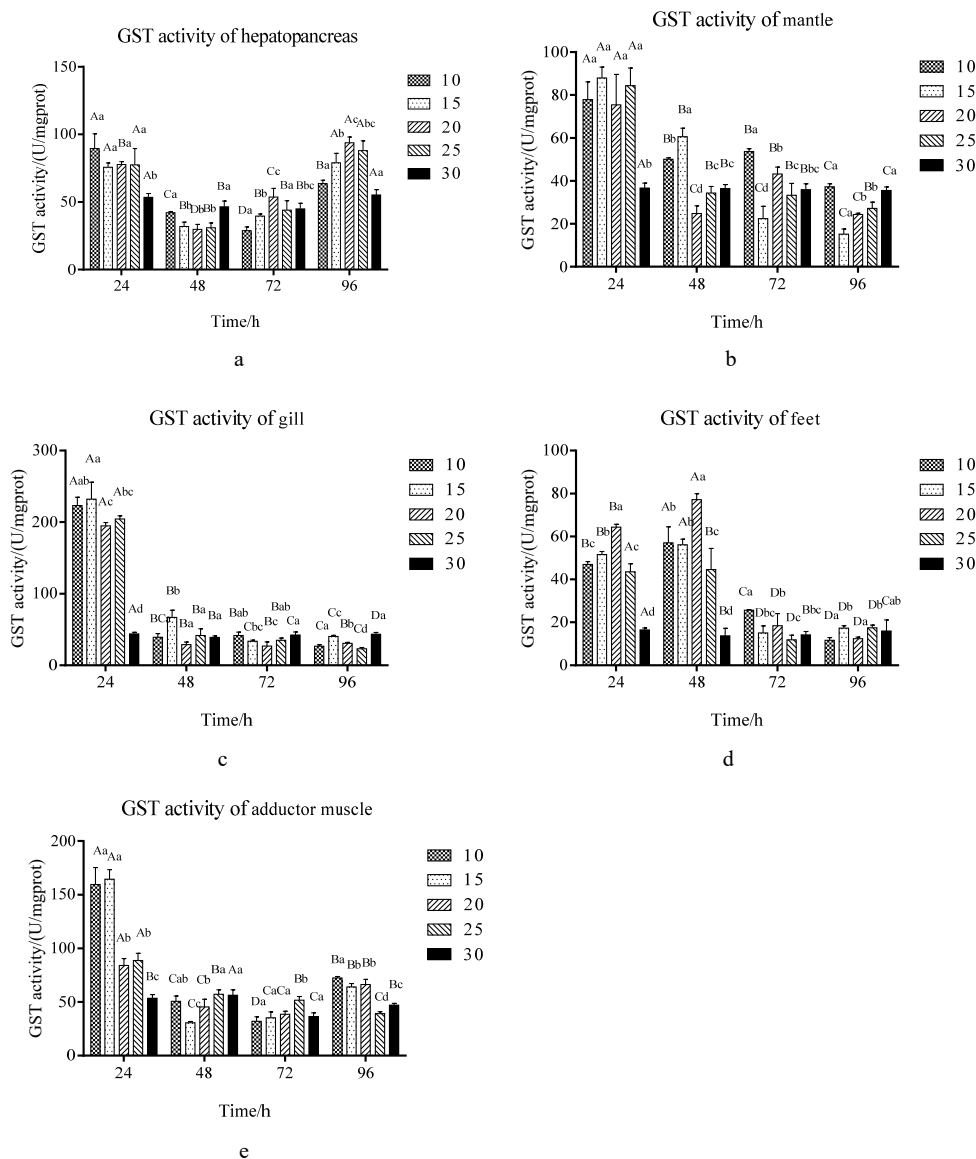 GST activity of hepatopancreas
GST activity/(U/mgprot)
150
100
50
0
Aa Aa Ba Aa Ab
Ca Bb Db Bb Ba
Da Bb Cc Ba Bbc
Ba Ab Ac Abc Aa
24 48 72 96
Time/h
10
15
20
25
30
a
GST activity of mantle
GST activity/(U/mgprot)
100
80
60
40
20
0
Aa Aa Aa Aa Ab
Bb Ba Cd Bc Bc
Ba Cd Bb Bc Bbc
Ca Ca Cb Bb Ca
24 48 72 96
Time/h
10
15
20
25
30
b
GST activity of gill
GST activity/(U/mgprot)
300
200
100
0
Aab Aa Ac Abc Ad
BC Bb Ba Ba Ba
Bab Cbc Bc Bab Ca
Ca Cc Bb Cd Da
24 48 72 96
Time/h
10
15
20
25
30
c
GST activity of feet
GST activity/(U/mgprot)
100
80
60
40
20
0
Bc Bb Ba Ac Ad
Ab Ab Aa Bc Bd
Ca Dbc Db Dc Bbc
Da Db Da Db Cab
24 48 72 96
Time/h
10
15
20
25
30
d
GST activity of adductor muscle
GST activity/(U/mgprot)
200
150
100
50
0
Aa Aa Ab Ab Bc
Cab Cc Cb Ba Aa
Da Ca Ca Bb Ca
Ba Bb Bb Cd Bc
24 48 72 96
Time/h
10
15
20
25
30
e